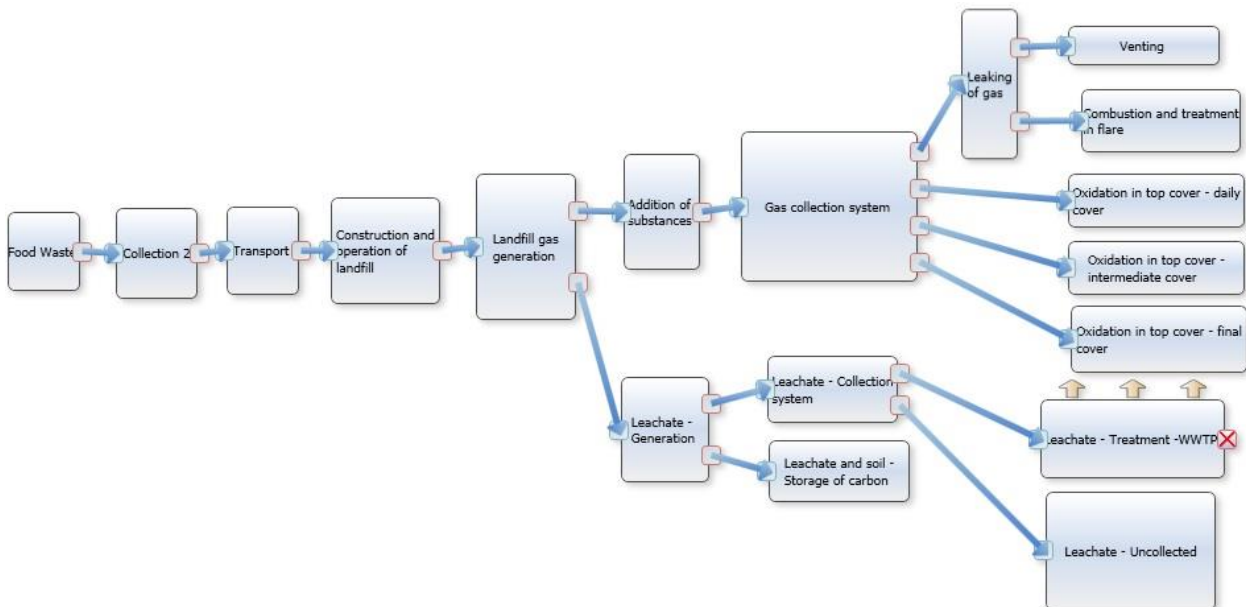 Food Waste
Collection 2
Transport
Construction and
operation of
landfill
Landfill gas
generation
Addition of
substances
Gas collection system
Leaking
of gas
Venting
Combustion and treatment
in flare
Oxidation in top cover - daily
cover
Oxidation in top cover -
intermediate cover
Oxidation in top cover - final
cover
Leachate -
Generation
Leachate - Collection
system
Leachate and soil -
Storage of carbon
Leachate - Treatment -WWTP
Leachate - Uncollected